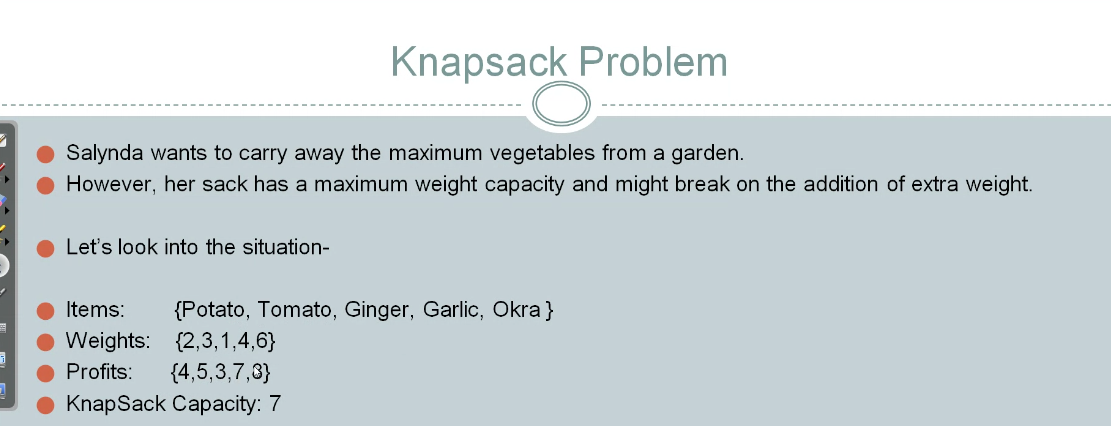 Knapsack Problem
Salynda wants to carry away the maximum vegetables from a garden.
However, her sack has a maximum weight capacity and might break on the addition of extra weight.
Let's look into the situation-
Items: {Potato, Tomato, Ginger, Garlic, Okra }
Weights: {2,3,1,4,6}
Profits: {4,5,3,7,8}
KnapSack Capacity: 7